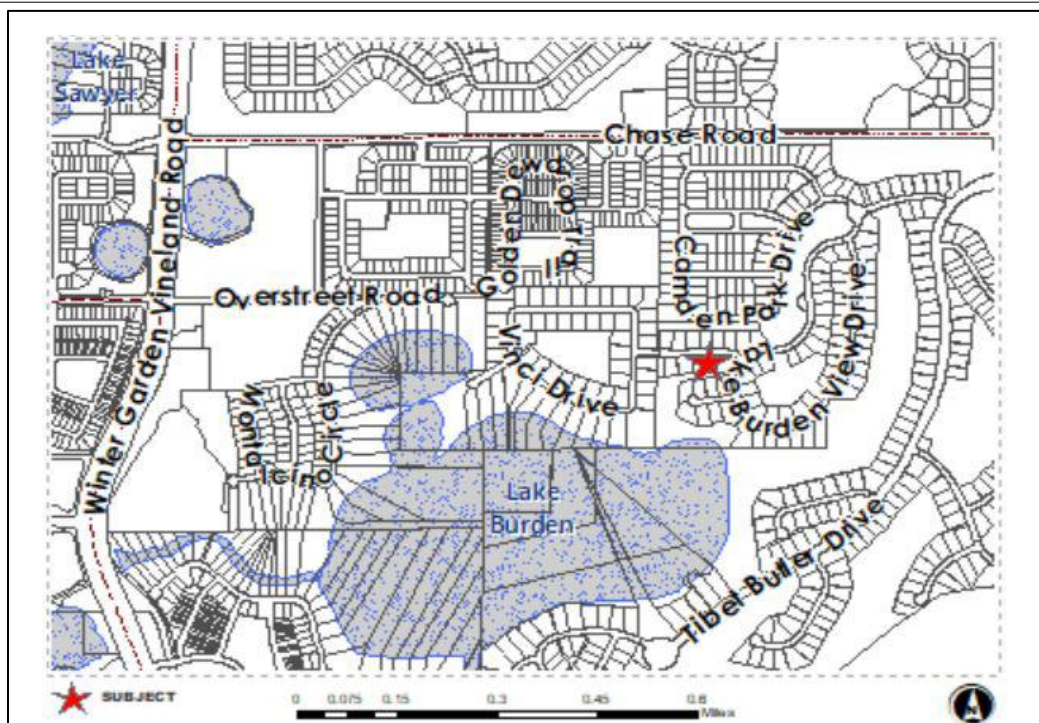 Lake
Sawyer
Chase Road
Winter Garden-Vineland Road
Golden Dewdrop Trail
Camden Park Drive
Overstreet Road
Lake Burden View Drive
Vinci Drive
Montalcino Circle
Lake
Burden
Tibet Butler Drive
SUBJECT
0 0.075 0.15 0.3 0.45 0.6
Miles
N